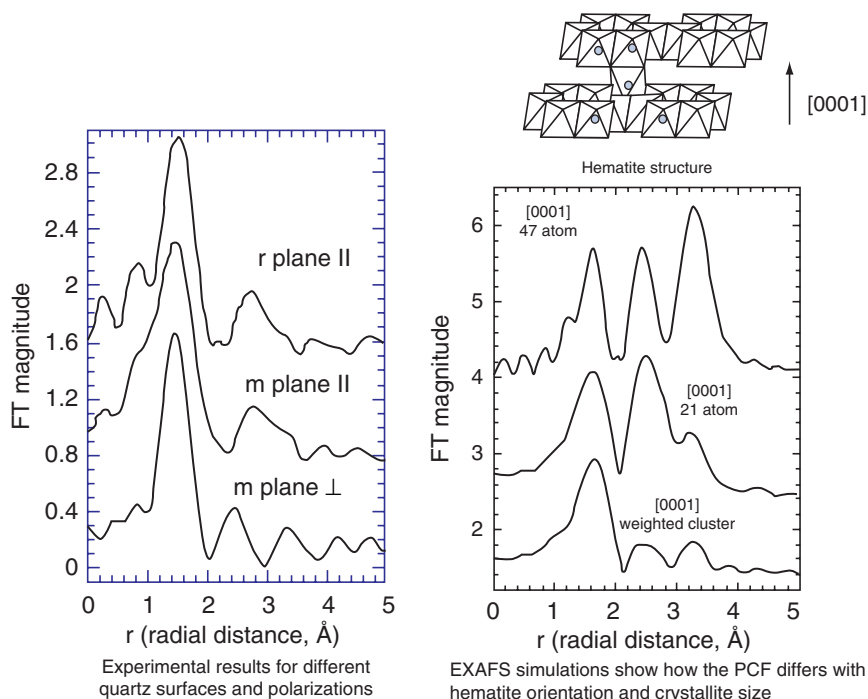 [0001]
Hematite structure
2.8
2.4
2
1.6
1.2
0.8
0.4
0
FT magnitude
r plane II
m plane II
m plane ⊥
0 1 2 3 4 5
r (radial distance, Å)
Experimental results for different
quartz surfaces and polarizations
6
5
4
3
2
FT magnitude
[0001]
47 atom
[0001]
21 atom
[0001]
weighted cluster
0 1 2 3 4 5
r (radial distance, Å)
EXAFS simulations show how the PCF differs with
hematite orientation and crystallite size